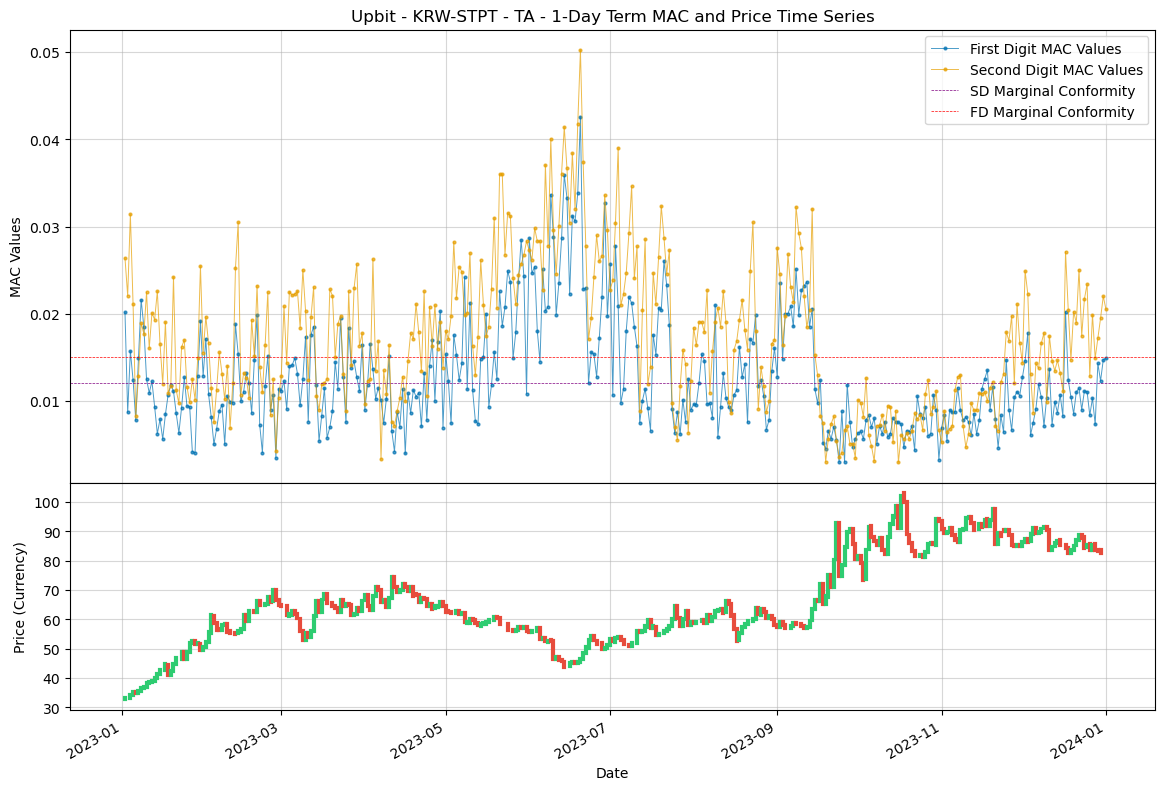 Upbit - KRW-STPT - TA - 1-Day Term MAC and Price Time Series
First Digit MAC Values
Second Digit MAC Values
SD Marginal Conformity
FD Marginal Conformity
MAC Values
0.05
0.04
0.03
0.02
0.01
Price (Currency)
100
90
80
70
60
50
40
30
2023-01
2023-03
2023-05
2023-07
2023-09
2023-11
2024-01
Date